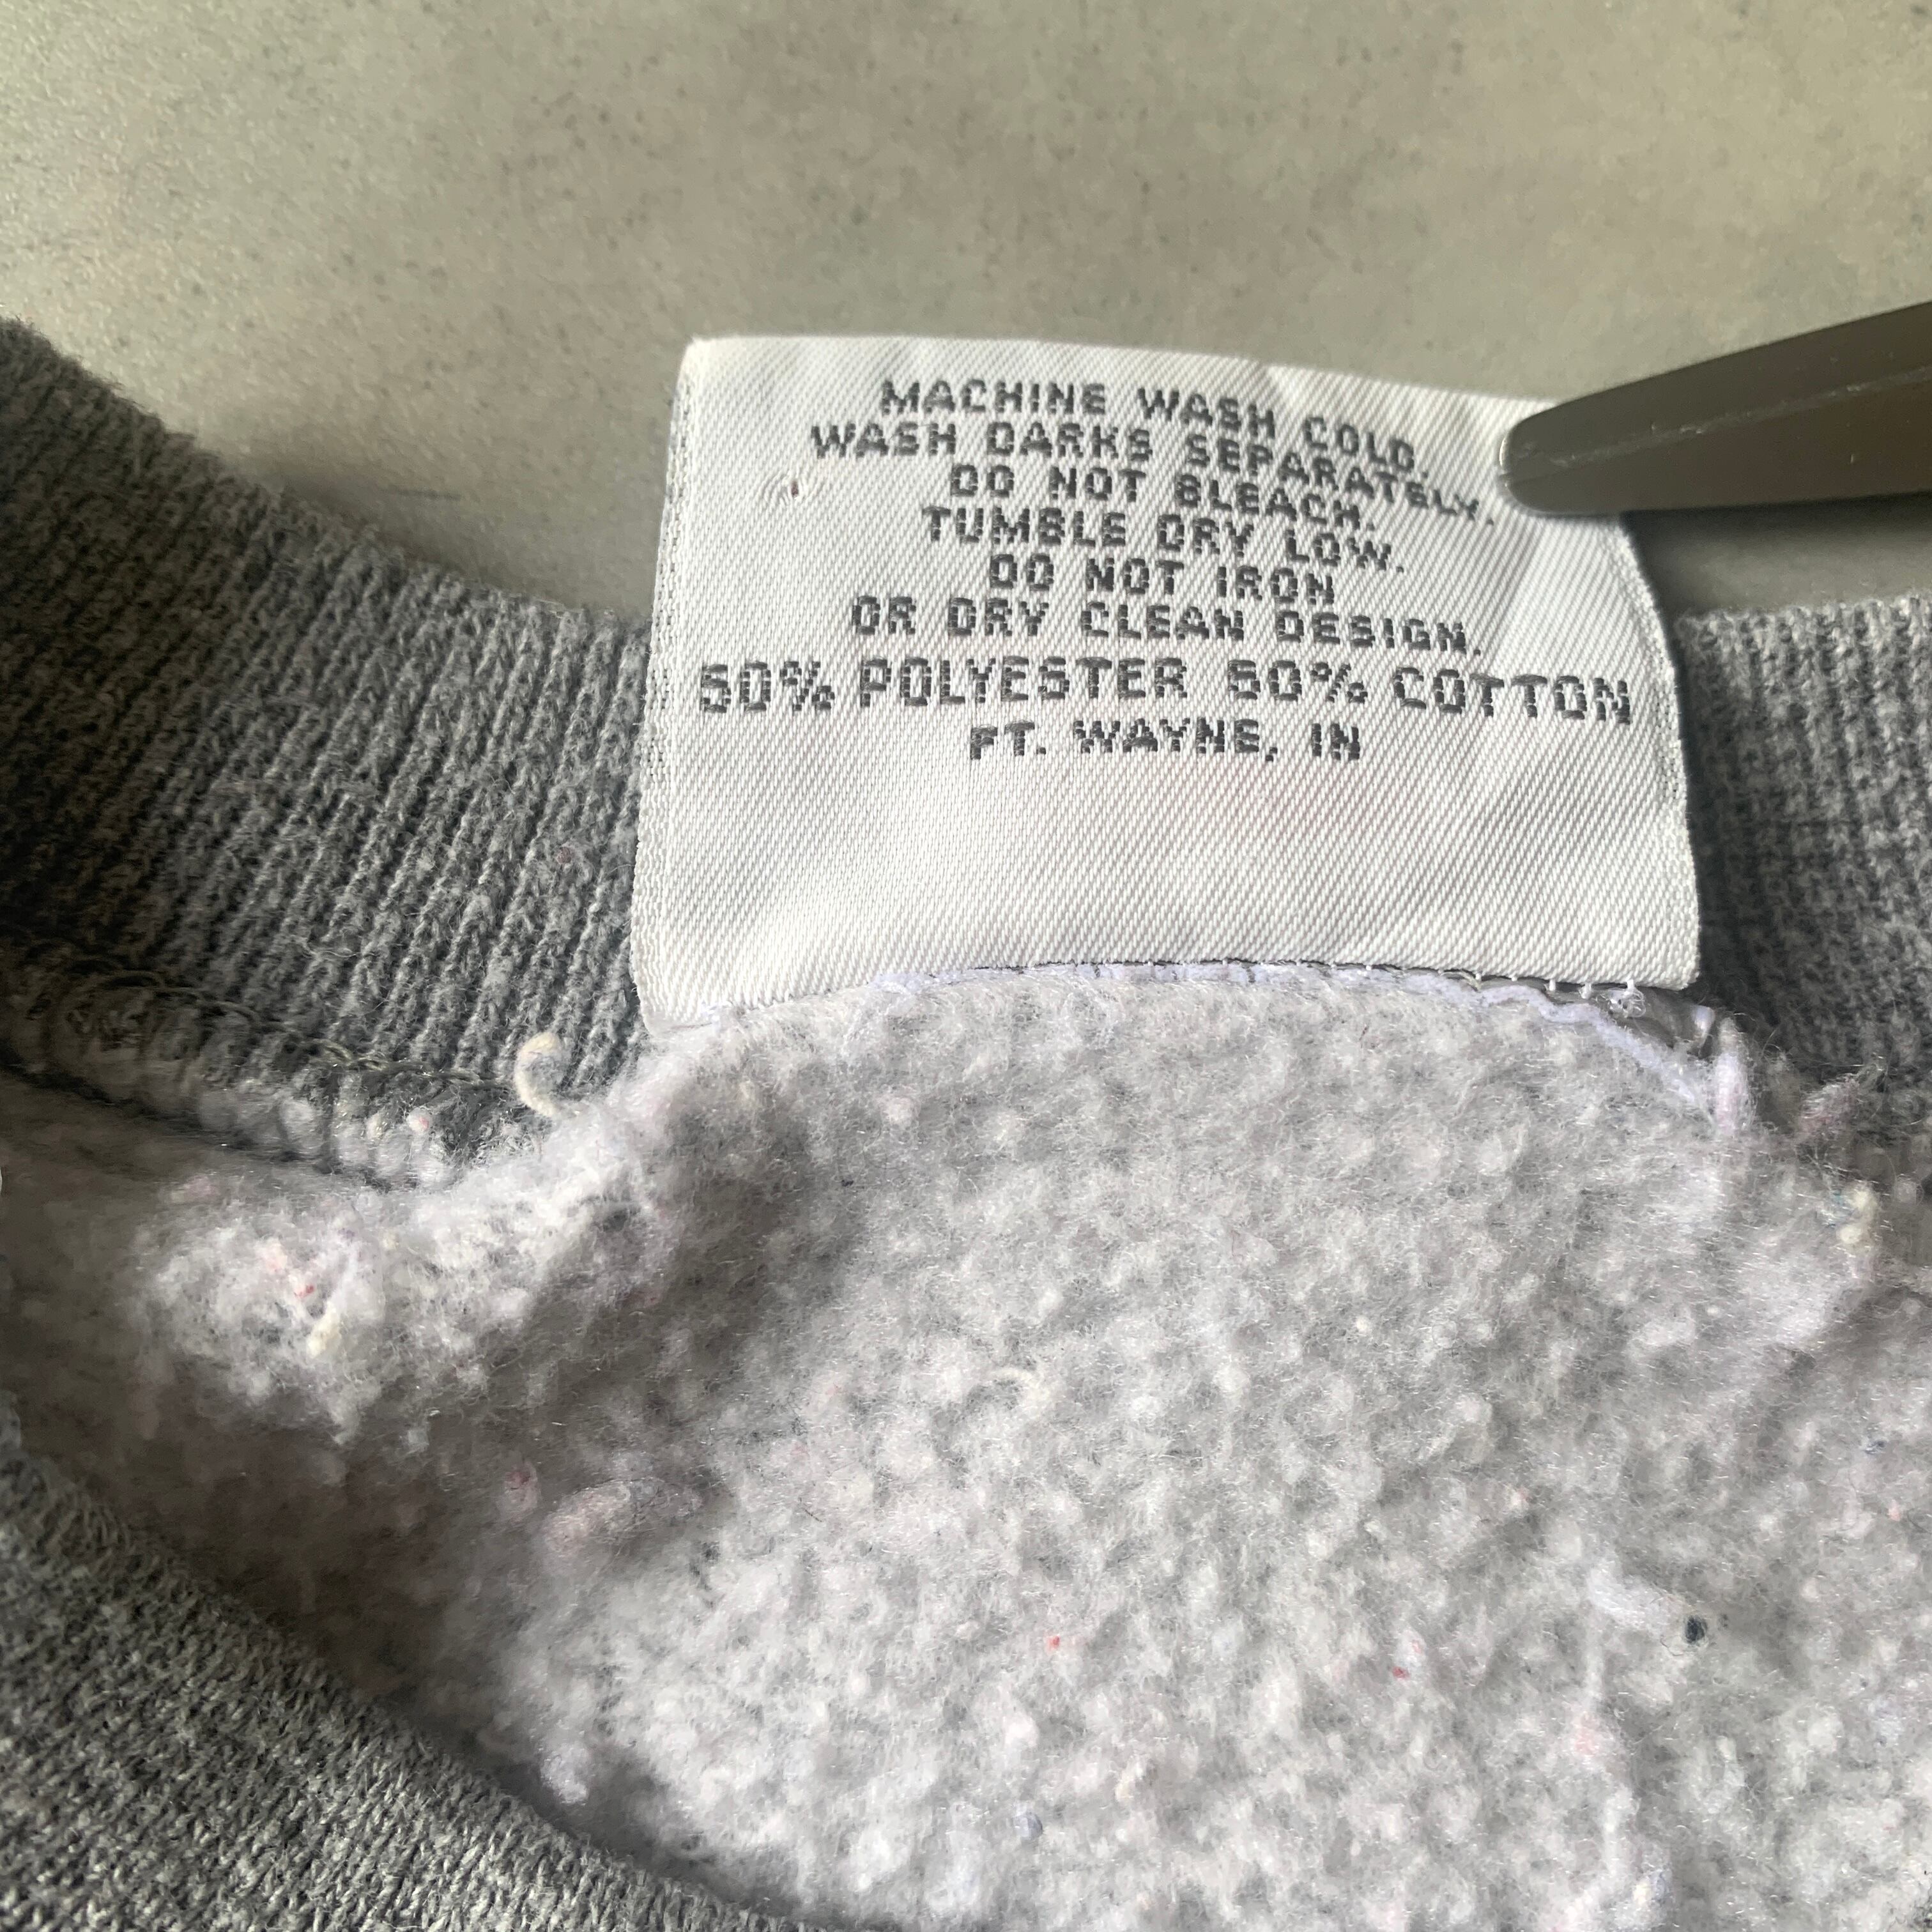 MACHINE WASH COLD.
WASH DARKS SEPARATELY.
DO NOT BLEACH.
TUMBLE DRY LOW.
DO NOT IRON
OR DRY CLEAN DESIGN.
50% POLYESTER 50% COTTON
FT. WAYNE, IN